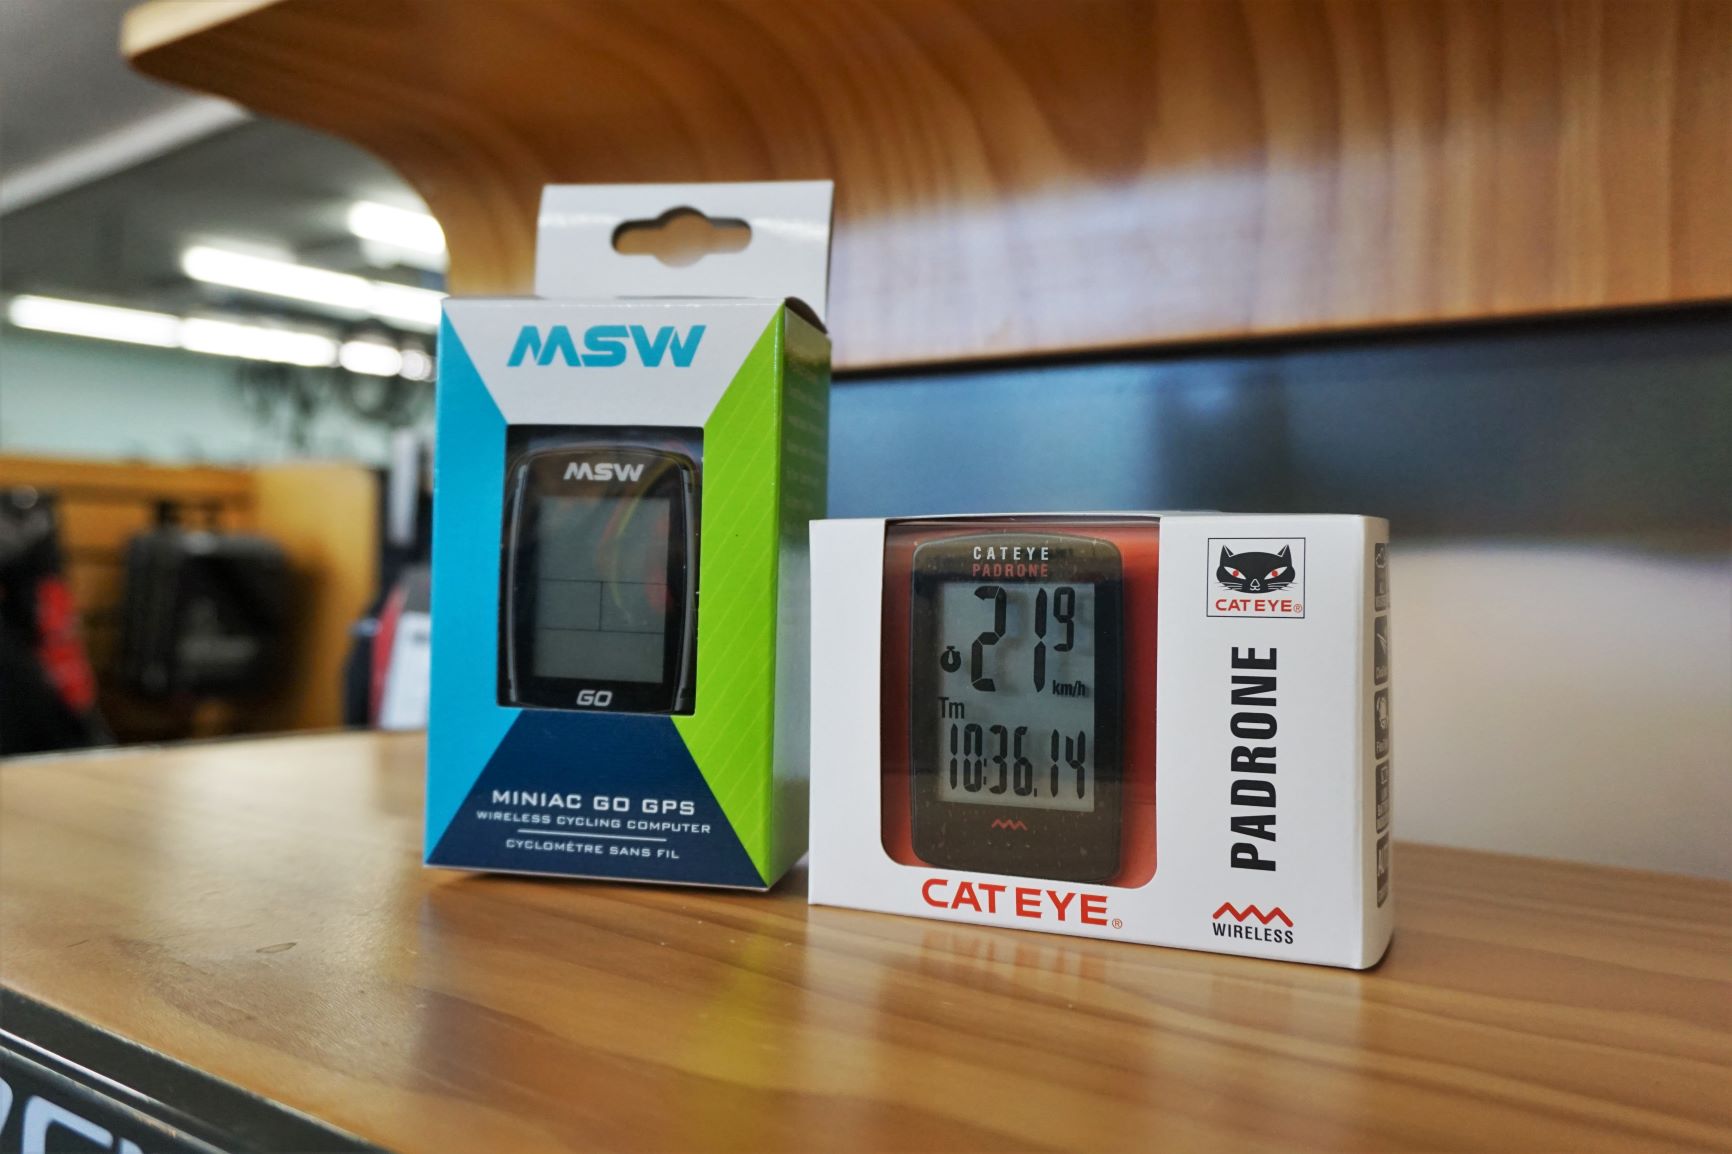 MSW
MSW
GO
MINIAC GO GPS
WIRELESS CYCLING COMPUTER
CYCLOMÈTRE SANS FIL
CATEYE
PADRONE
21.9
km/h
Tm
10:36.14
CATEYE®
CATEYE®
PADRONE
WIRELESS